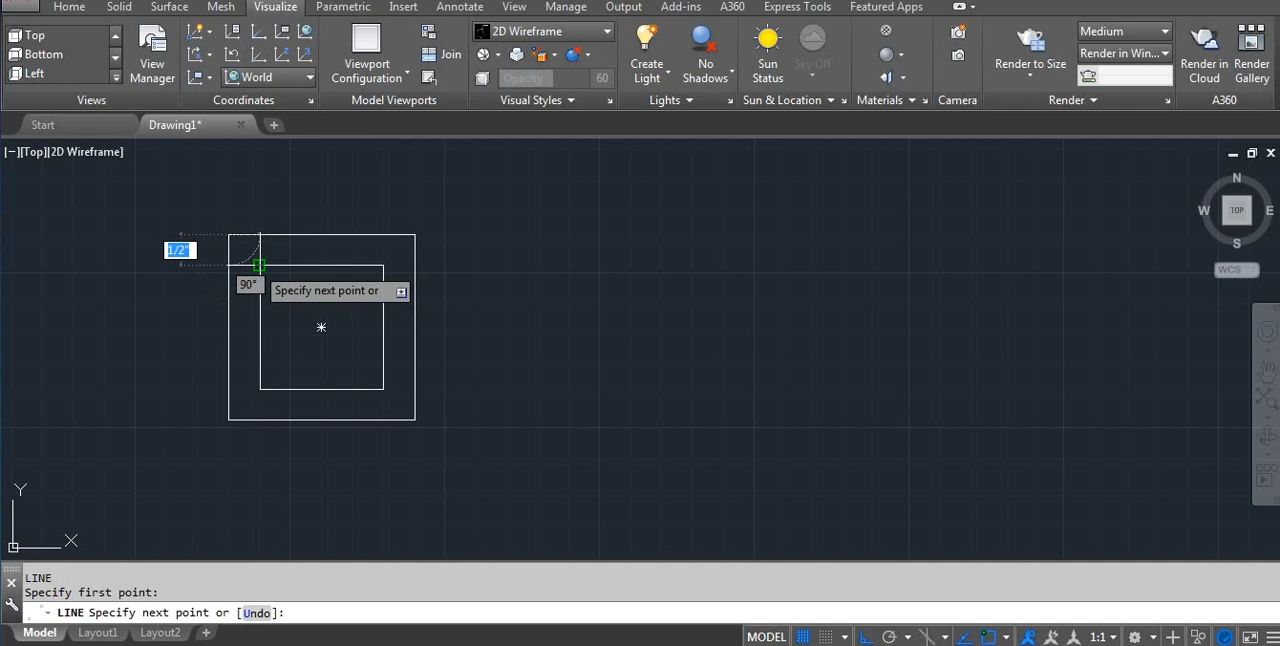 Home Layout Surface Mesh Visualize Parametric Insert Annotate View Manage Output Add-ins A360 Express Tools Featured Apps
Top
Bottom
Left
View Manager
Views
World
Coordinates
Viewport Configuration
Join
Model Viewports
2D Wireframe
Opacity 60
Visual Styles
Create Light
No Shadows
Lights
Sun Status
Sky Off
Sun & Location
Materials
Camera
Render to Size
Medium
Render in Win...
Render
Render in Cloud
Render Gallery
A360
Start Drawing1*
[−][Top][2D Wireframe]
N
W TOP E
S
WCS
1/2"
90°
Specify next point or
Y
X
LINE
Specify first point:
LINE Specify next point or [Undo]:
Model Layout1 Layout2
MODEL 1:1